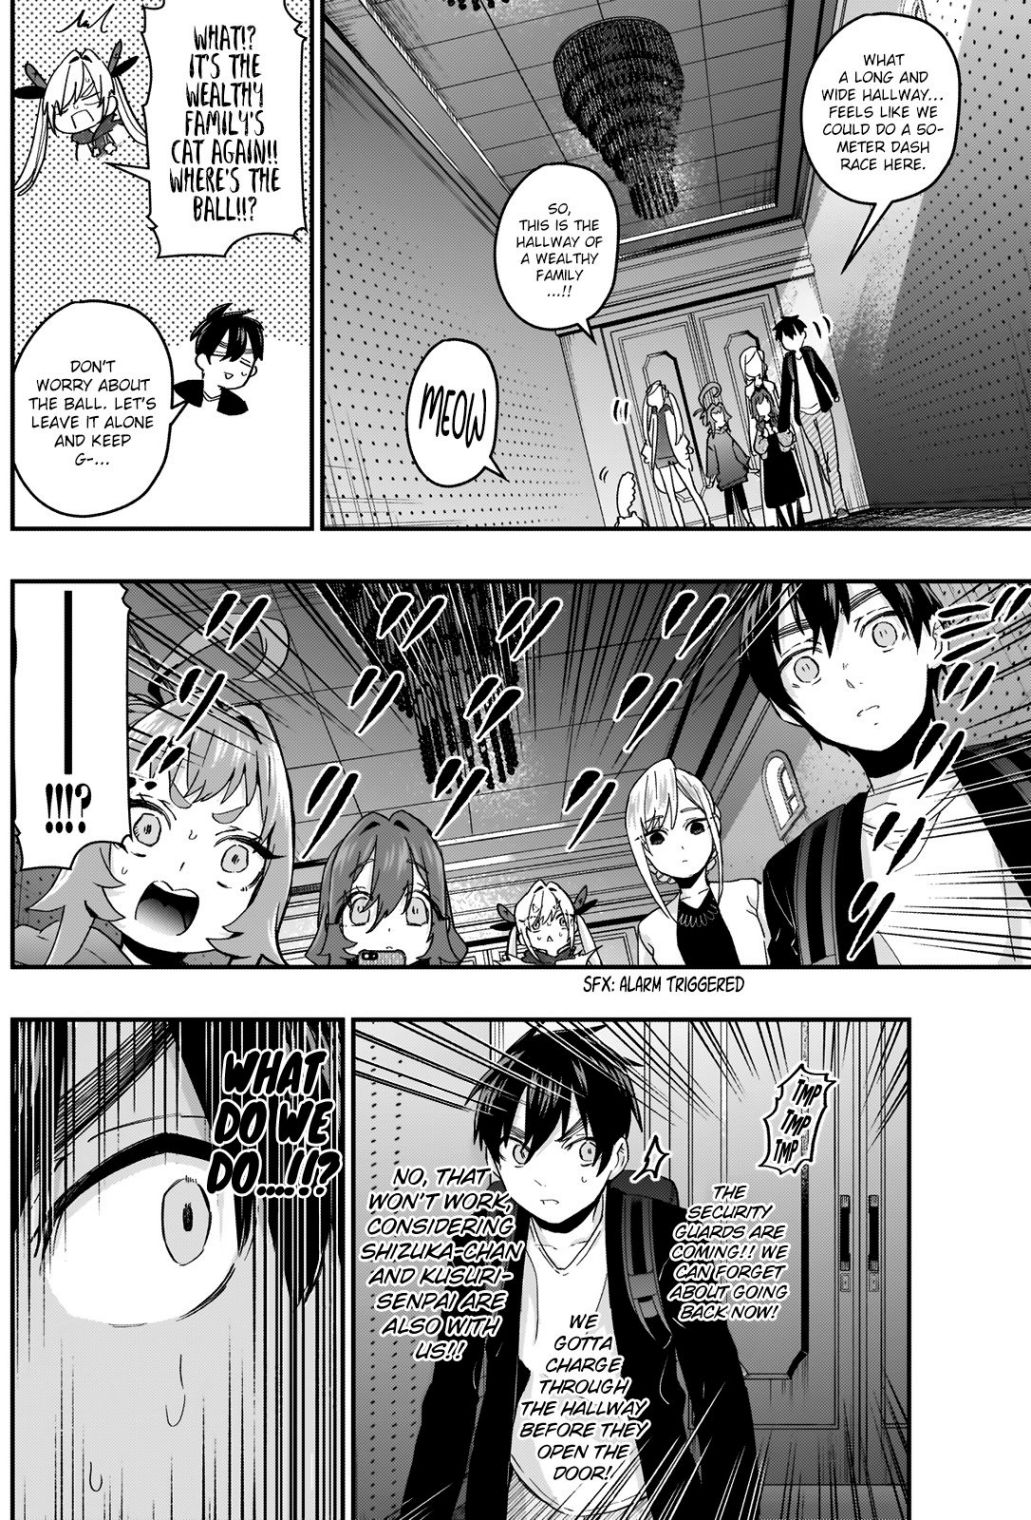 WHAT
A LONG AND
WIDE HALLWAY...
FEELS LIKE WE
COULD DO A 50-
METER DASH
RACE HERE.
SO,
THIS IS THE
HALLWAY OF
A WEALTHY
FAMILY
...!!
MEOW
WHAT!?
IT'S THE
WEALTHY
FAMILY'S
CAT AGAIN!!
WHERE'S THE
BALL!!?
DON'T
WORRY ABOUT
THE BALL. LET'S
LEAVE IT ALONE
AND KEEP
G-...
!!!?
SFX: ALARM TRIGGERED
TMP
TMP
TMP
THE
SECURITY
GUARDS ARE
COMING!! WE
CAN FORGET
ABOUT GOING
BACK NOW!
WE
GOTTA
CHARGE
THROUGH
THE HALLWAY
BEFORE THEY
OPEN THE
DOOR!
NO, THAT
WON'T WORK,
CONSIDERING
SHIZUKA-CHAN
AND KUSURI-
SENPAI ARE
ALSO WITH
US!!
WHAT
DO WE
DO....!!?